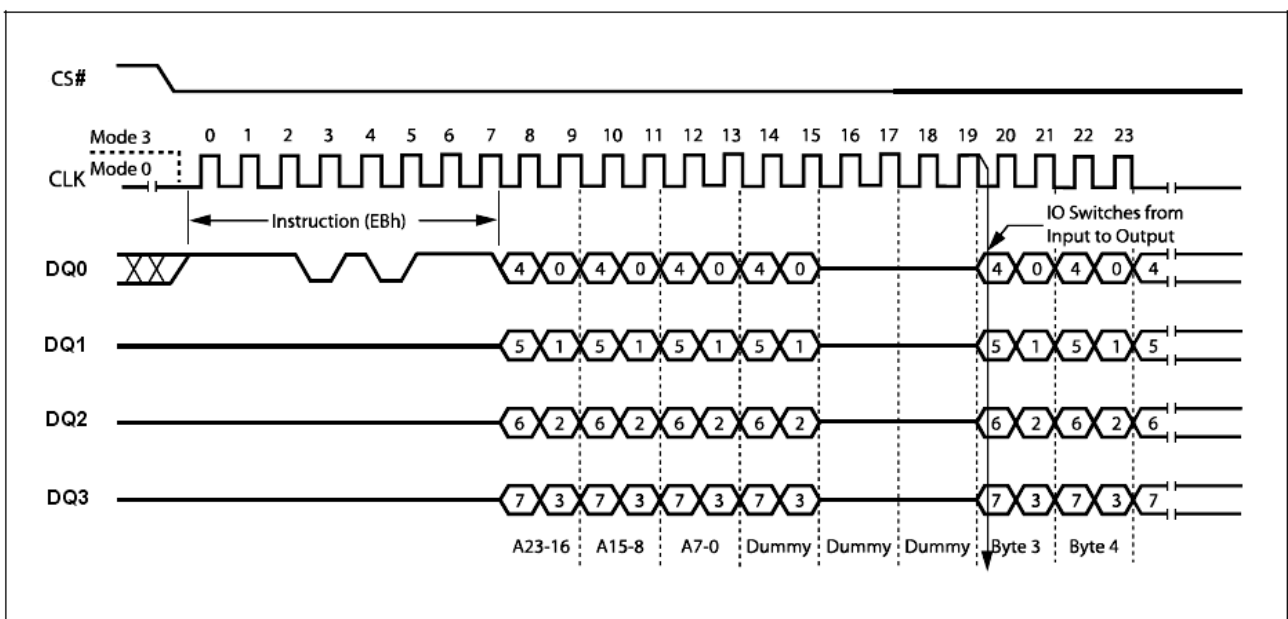 CS#
Mode 3
Mode 0
CLK
0 1 2 3 4 5 6 7 8 9 10 11 12 13 14 15 16 17 18 19 20 21 22 23
Instruction (EBh)
IO Switches from
Input to Output
DQ0
4 0 4 0 4 0 4 0 4 0 4 0 4
DQ1
5 1 5 1 5 1 5 1 5 1 5 1 5
DQ2
6 2 6 2 6 2 6 2 6 2 6 2 6
DQ3
7 3 7 3 7 3 7 3 7 3 7 3 7
A23-16 A15-8 A7-0 Dummy Dummy Dummy Byte 3 Byte 4